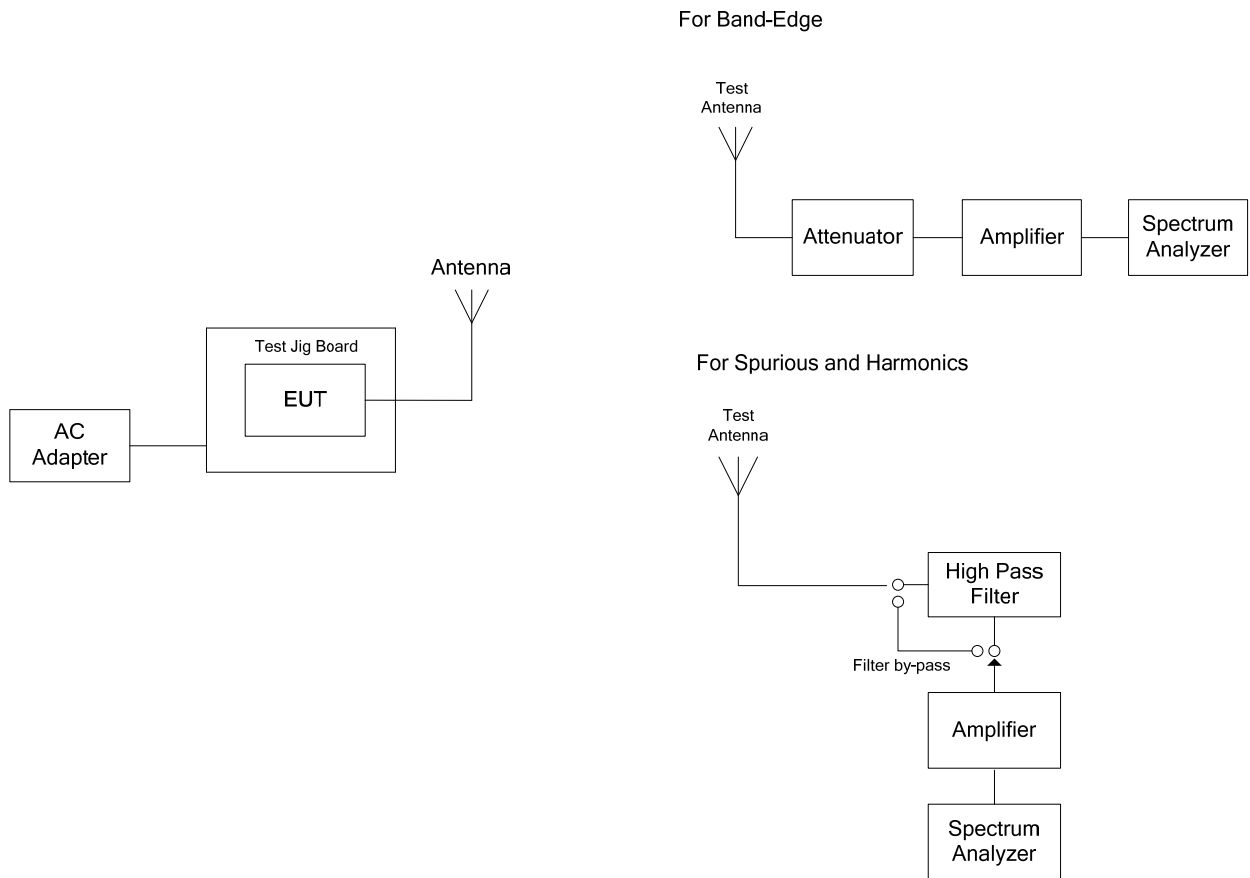 For Band-Edge
Test
Antenna
Attenuator
Amplifier
Spectrum
Analyzer
Antenna
Test Jig Board
EUT
AC
Adapter
For Spurious and Harmonics
Test
Antenna
High Pass
Filter
Filter by-pass
Amplifier
Spectrum
Analyzer